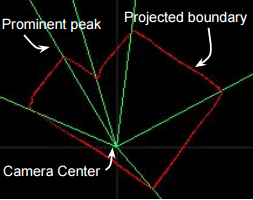 Projected boundary
Prominent peak
Camera Center